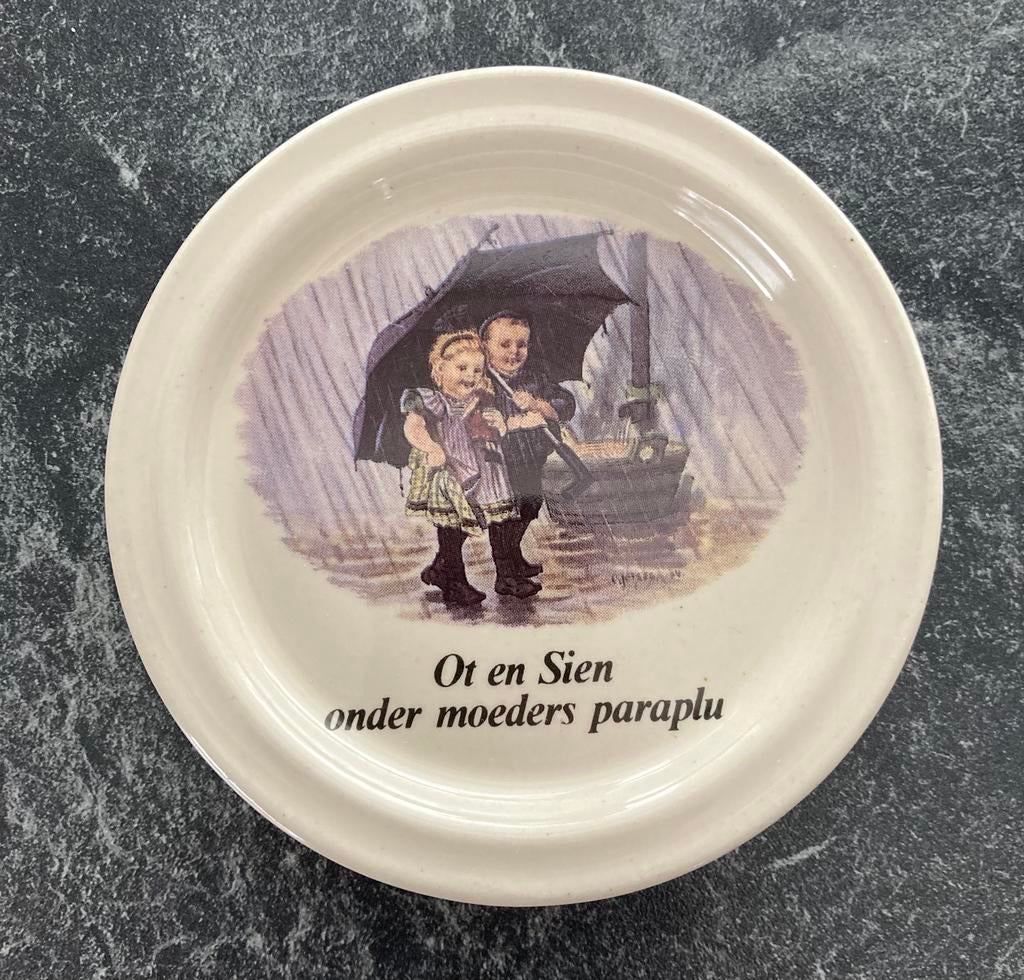 Ot en Sien
onder moeders paraplu